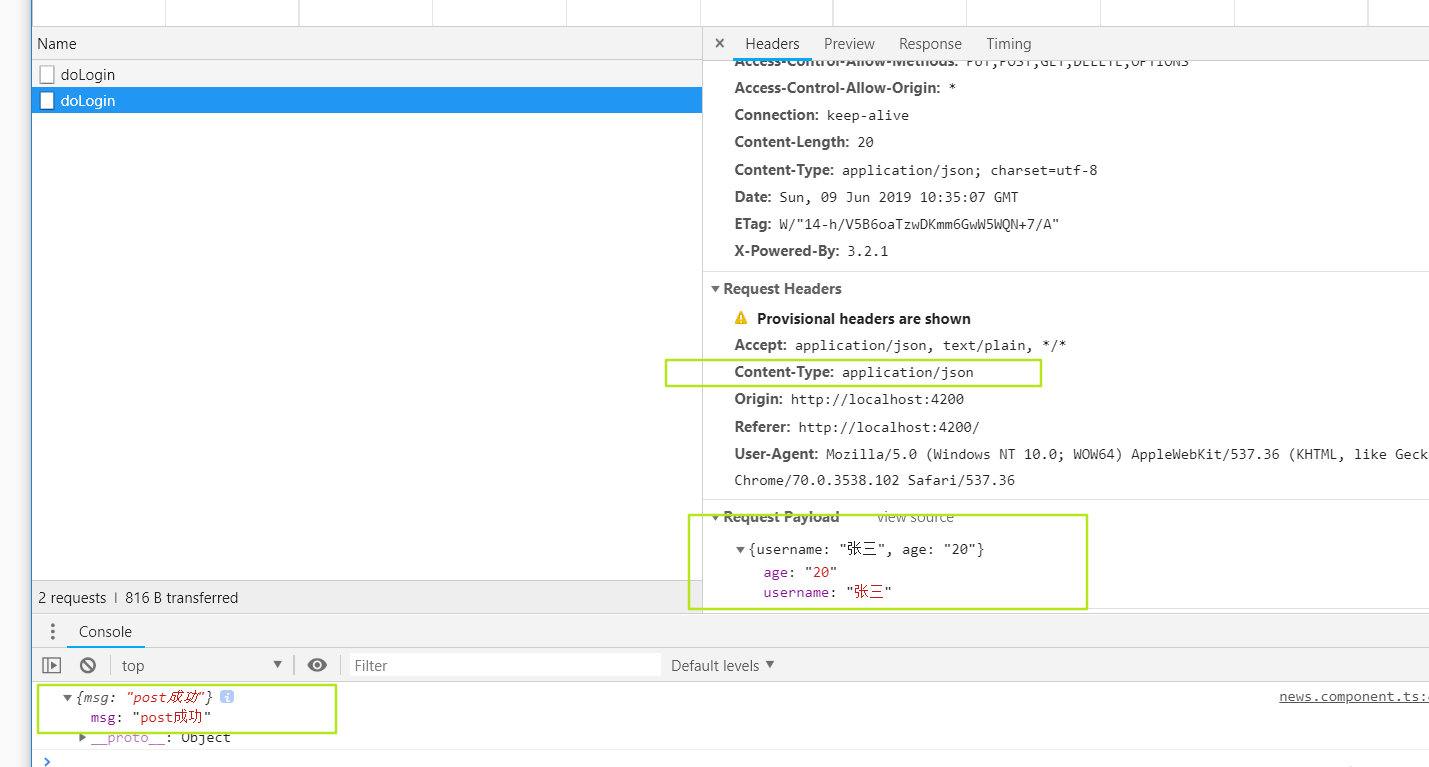 Name
doLogin
doLogin
× Headers Preview Response Timing
Access-Control-Allow-Methods: PUT,POST,GET,DELETE,OPTIONS
Access-Control-Allow-Origin: *
Connection: keep-alive
Content-Length: 20
Content-Type: application/json; charset=utf-8
Date: Sun, 09 Jun 2019 10:35:07 GMT
ETag: W/"14-h/V5B6oaTzwDKmm6GwW5WQN+7/A"
X-Powered-By: 3.2.1
Request Headers
Provisional headers are shown
Accept: application/json, text/plain, */*
Content-Type: application/json
Origin: http://localhost:4200
Referer: http://localhost:4200/
User-Agent: Mozilla/5.0 (Windows NT 10.0; WOW64) AppleWebKit/537.36 (KHTML, like Geck
Chrome/70.0.3538.102 Safari/537.36
Request Payload view source
{username: "张三", age: "20"}
age: "20"
username: "张三"
2 requests | 816 B transferred
Console
top Filter Default levels
{msg: "post成功"} news.component.ts:
msg: "post成功"
__proto__: Object